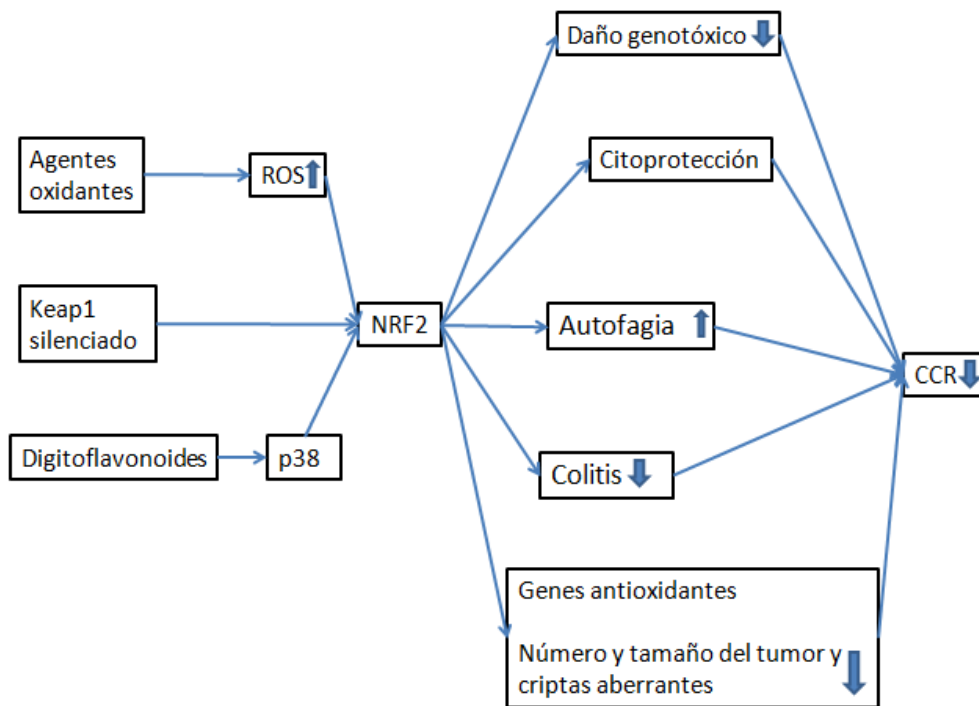 Daño genotóxico
Agentes
oxidantes
ROS
Citoprotección
Keap1
silenciado
NRF2
Autofagia
CCR
Digitoflavonoides
p38
Colitis
Genes antioxidantes
Número y tamaño del tumor y
criptas aberrantes